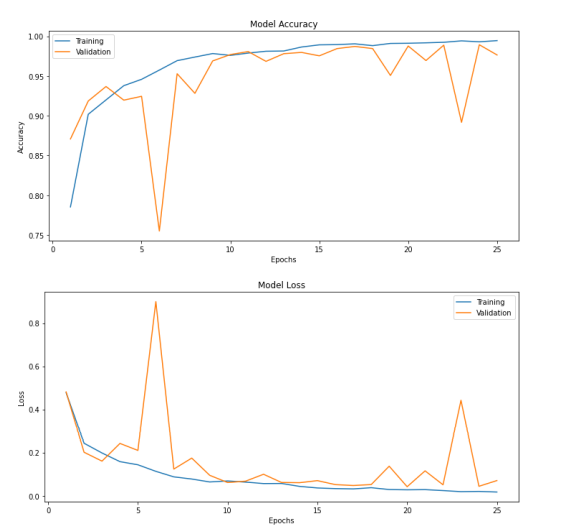 Model Accuracy
1.00
0.95
0.90
0.85
0.80
0.75
Accuracy
Training
Validation
0
5
10
15
20
25
Epochs
Model Loss
0.8
0.6
0.4
0.2
0.0
Loss
Training
Validation
0
5
10
15
20
25
Epochs